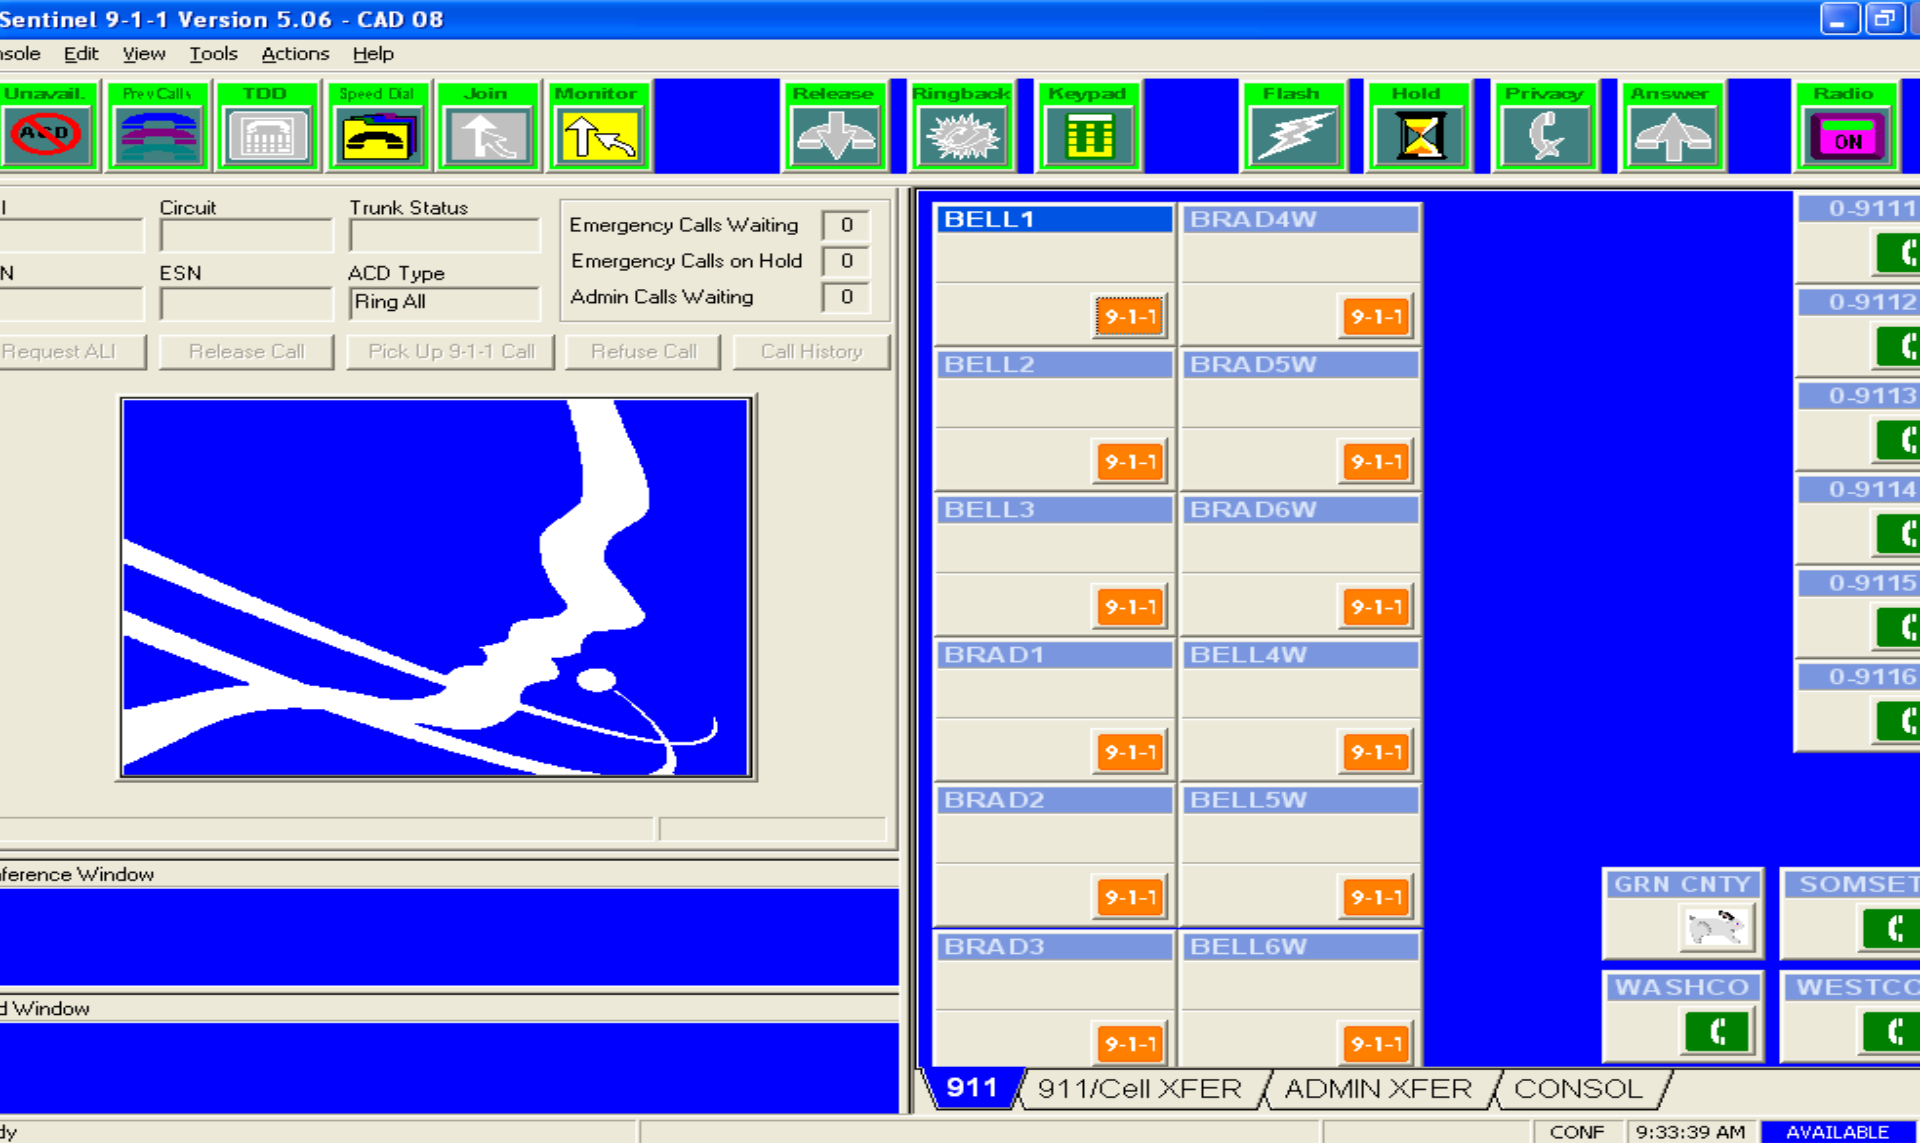 Sentinel 9-1-1 Version 5.06 - CAD 08
nsole Edit View Tools Actions Help
Unavail. PrevCalls TDD Speed Dial Join Monitor Release Ringback Keypad Flash Hold Privacy Answer Radio
ACD ON
I Circuit Trunk Status
Emergency Calls Waiting 0
Emergency Calls on Hold 0
Admin Calls Waiting 0
N ESN ACD Type
Ring All
Request ALI Release Call Pick Up 9-1-1 Call Refuse Call Call History
ference Window
d Window
BELL1 BRAD4W
9-1-1 9-1-1
BELL2 BRAD5W
9-1-1 9-1-1
BELL3 BRAD6W
9-1-1 9-1-1
BRAD1 BELL4W
9-1-1 9-1-1
BRAD2 BELL5W
9-1-1 9-1-1
BRAD3 BELL6W
9-1-1 9-1-1
0-9111
0-9112
0-9113
0-9114
0-9115
0-9116
GRN CNTY SOMSET
WASHCO WESTCO
911 911/Cell XFER ADMIN XFER CONSOL
dy CONF 9:33:39 AM AVAILABLE